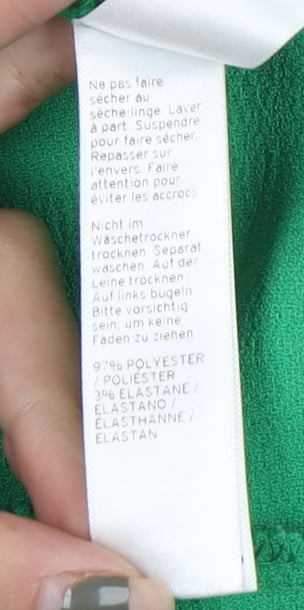 Ne pas faire
sécher au
sèche-linge. Laver
à part. Suspendre
pour faire sécher.
Repasser sur
l'envers. Faire
attention pour
éviter les accrocs
Nicht im
Wäschetrockner
trocknen. Separat
waschen. Auf der
Leine trocknen.
Auf links bügeln
Bitte vorsichtig
sein, um keine
Fäden zu ziehen
97% POLYESTER
/ POLIÉSTER
3% ELASTANE /
ELASTANO /
ÉLASTHANNE /
ELASTAN